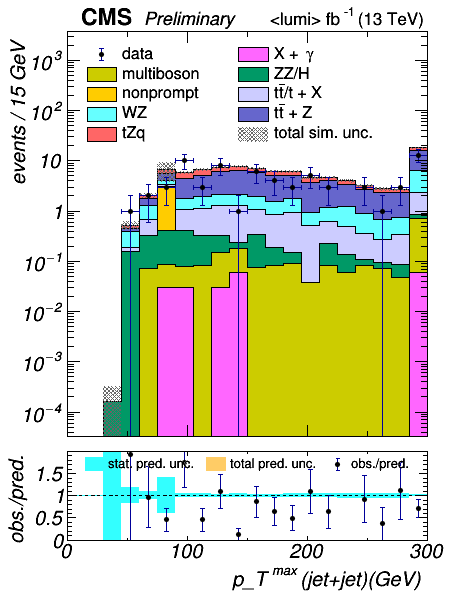 CMS Preliminary <lumi> fb⁻¹ (13 TeV)
events / 15 GeV
10³
10²
10
1
10⁻¹
10⁻²
10⁻³
10⁻⁴
data
multiboson
nonprompt
WZ
tZq
X + γ
ZZ/H
tt̄/t + X
tt̄ + Z
total sim. unc.
obs./pred.
stat. pred. unc. total pred. unc. obs./pred.
1.5
1
0.5
0
0 100 200 300
p_T^max (jet+jet)(GeV)